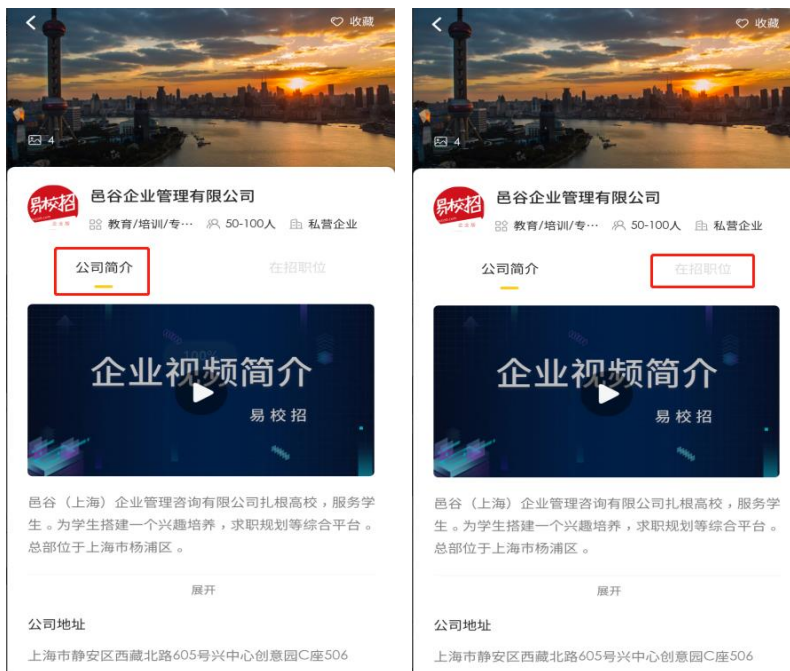 收藏
4
易校招
邑谷企业管理有限公司
教育/培训/专… 50-100人 私营企业
公司简介 在招职位
100%
企业视频简介
易校招
邑谷（上海）企业管理咨询有限公司扎根高校，服务学
生。为学生搭建一个兴趣培养，求职规划等综合平台。
总部位于上海市杨浦区。
展开
公司地址
上海市静安区西藏北路605号兴中心创意园C座506
收藏
4
易校招
邑谷企业管理有限公司
教育/培训/专… 50-100人 私营企业
公司简介 在招职位
企业视频简介
易校招
邑谷（上海）企业管理咨询有限公司扎根高校，服务学
生。为学生搭建一个兴趣培养，求职规划等综合平台。
总部位于上海市杨浦区。
展开
公司地址
上海市静安区西藏北路605号兴中心创意园C座506